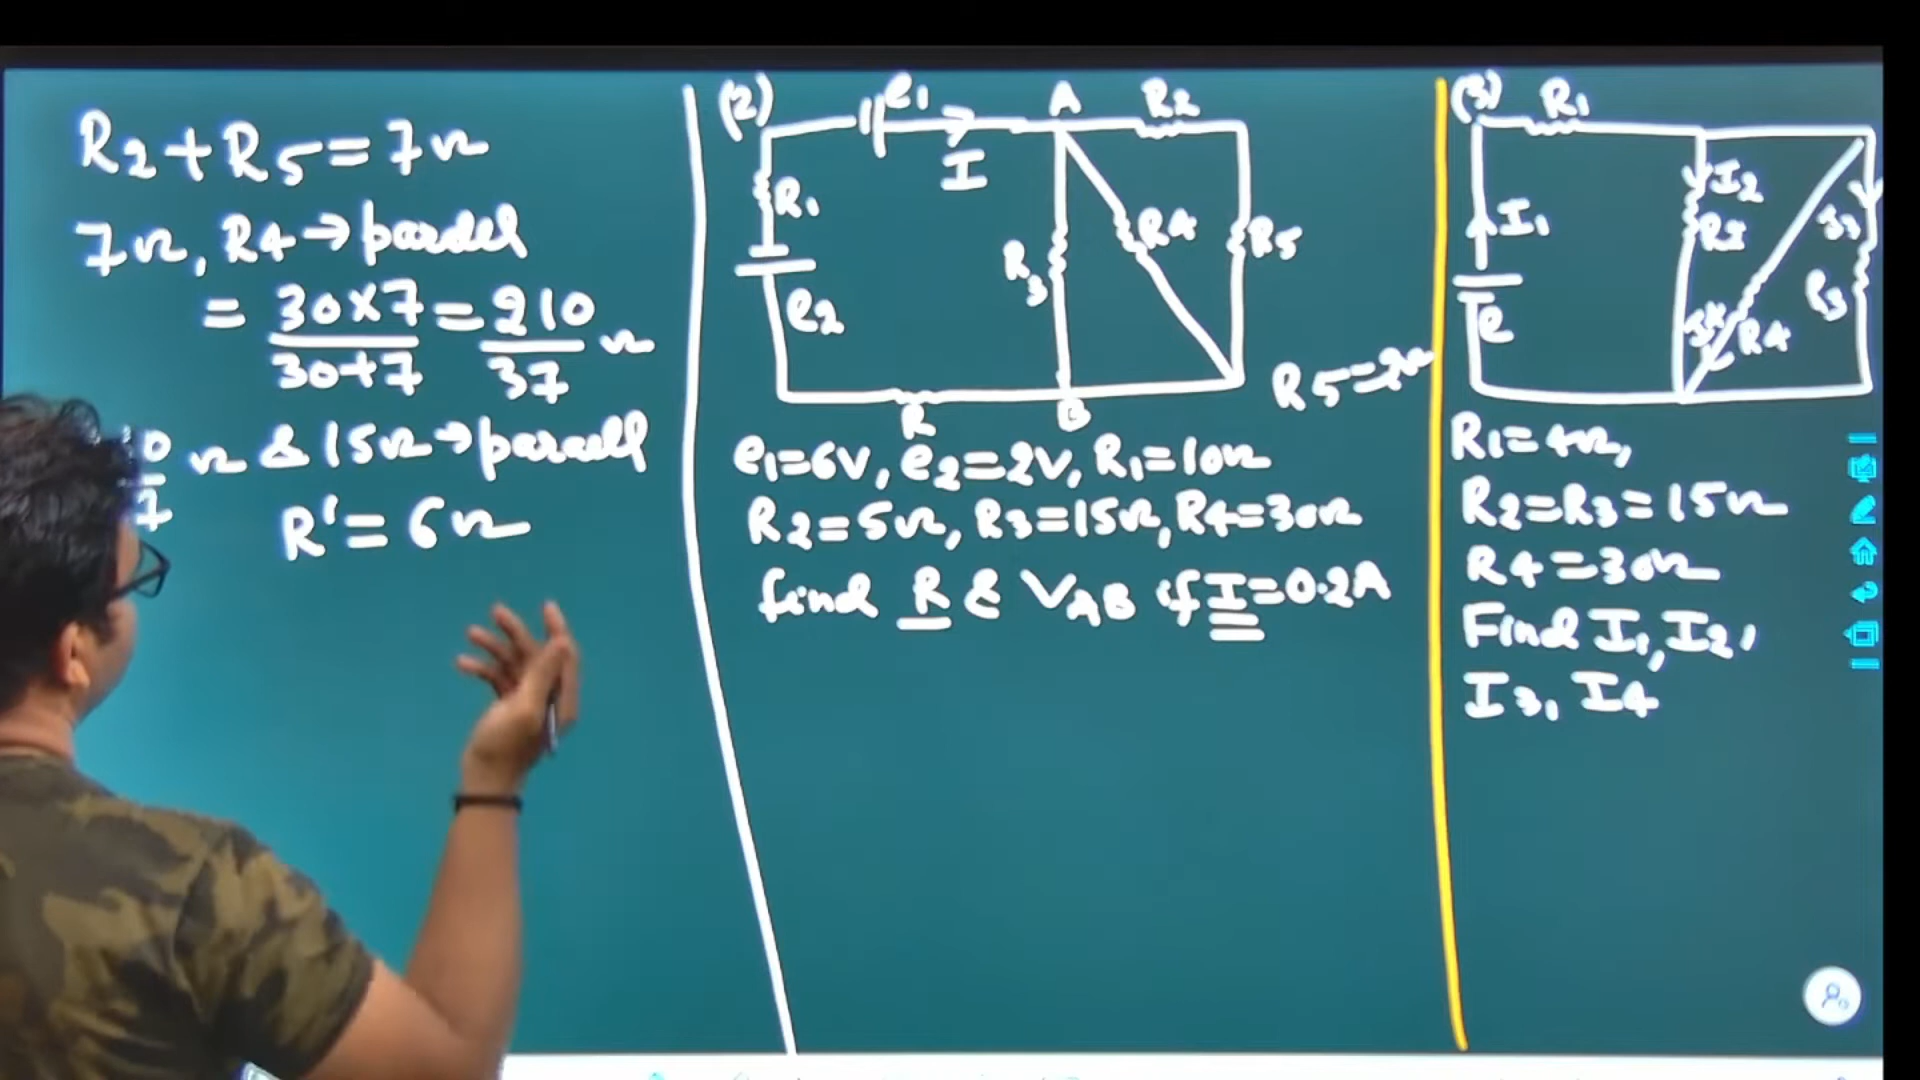 R2+R5=7Ω
7Ω, R4→parallel
= 30×7/30+7 = 210/37 Ω
Ω & 15Ω→parallel
R'= 6Ω
(2)
e1
A
R2
I
R1
R4
R5
R3
e2
R
B
R5=2Ω
e1=6V, e2=2V, R1=10Ω
R2=5Ω, R3=15Ω, R4=30Ω
find R & VAB if I=0.2A
(3)
R1
I2
I1
I3
R3
e
R4
R1=4Ω,
R2=R3=15Ω
R4=30Ω
Find I1, I2,
I3, I4